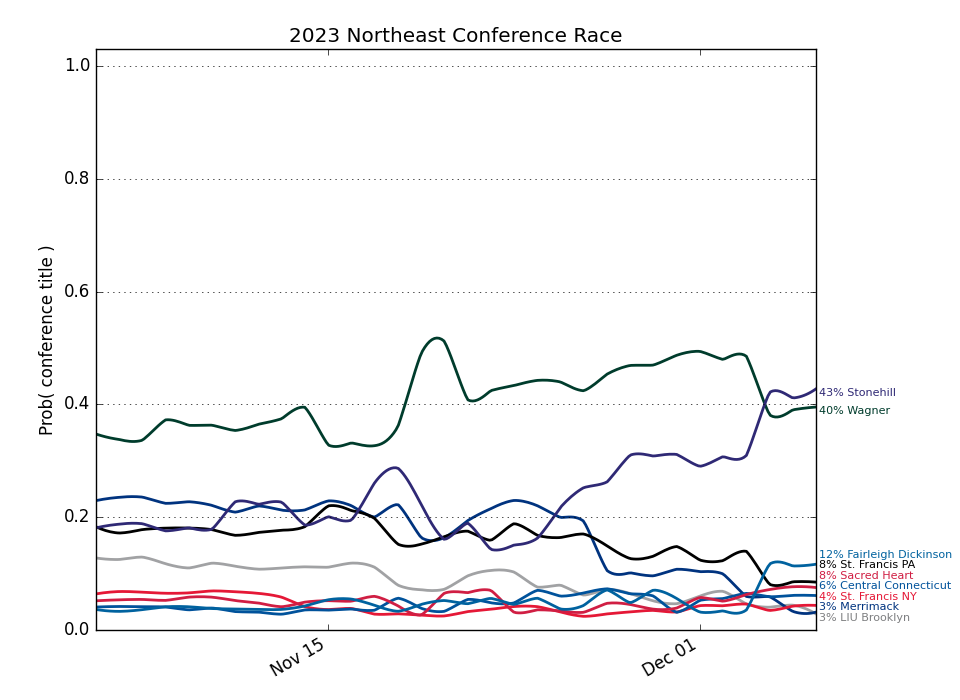 2023 Northeast Conference Race
Prob( conference title )
1.0
0.8
0.6
0.4
0.2
0.0
Nov 15
Dec 01
43% Stonehill
40% Wagner
12% Fairleigh Dickinson
8% St. Francis PA
8% Sacred Heart
6% Central Connecticut
4% St. Francis NY
3% Merrimack
3% LIU Brooklyn